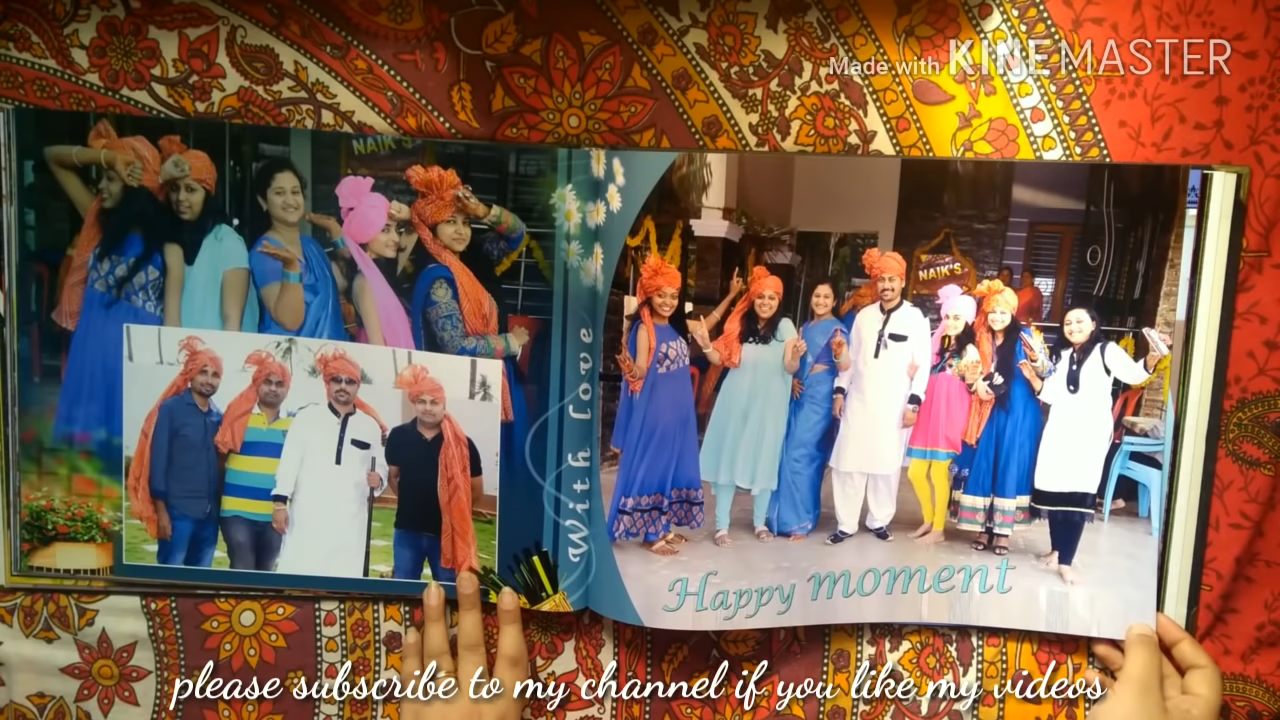 Made with KINEMASTER
NAIK'S
NAIK'S
With Love
Happy moment
please subscribe to my channel if you like my videos